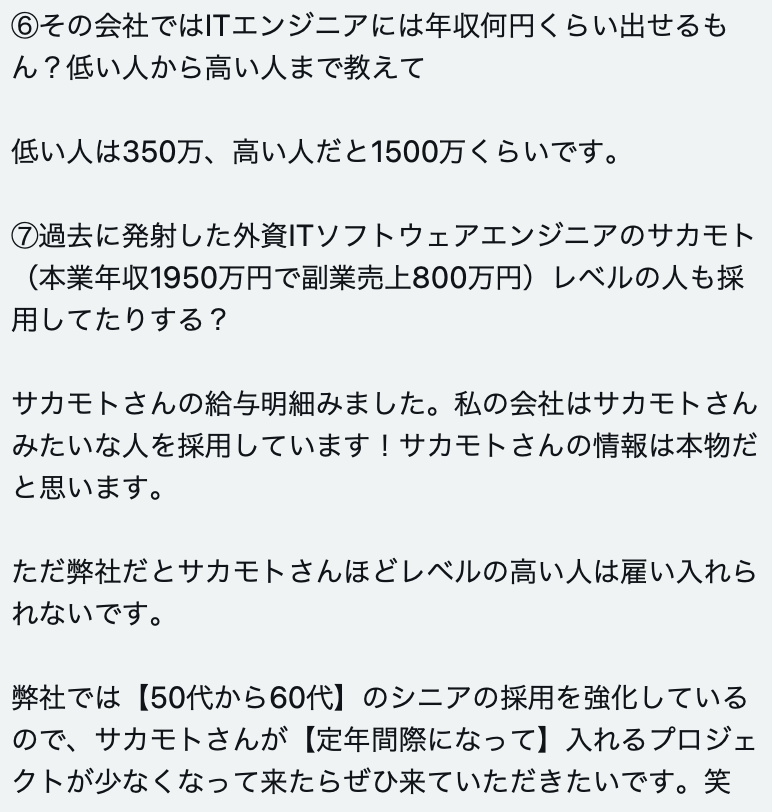 ⑥その会社ではITエンジニアには年収何円くらい出せるも
ん？低い人から高い人まで教えて
低い人は350万、高い人だと1500万くらいです。
⑦過去に発射した外資ITソフトウェアエンジニアのサカモト
（本業年収1950万円で副業売上800万円）レベルの人も採
用してたりする？
サカモトさんの給与明細みました。私の会社はサカモトさん
みたいな人を採用しています！サカモトさんの情報は本物だ
と思います。
ただ弊社だとサカモトさんほどレベルの高い人は雇い入れら
れないです。
弊社では【50代から60代】のシニアの採用を強化している
ので、サカモトさんが【定年間際になって】入れるプロジェ
クトが少なくなって来たらぜひ来ていただきたいです。笑